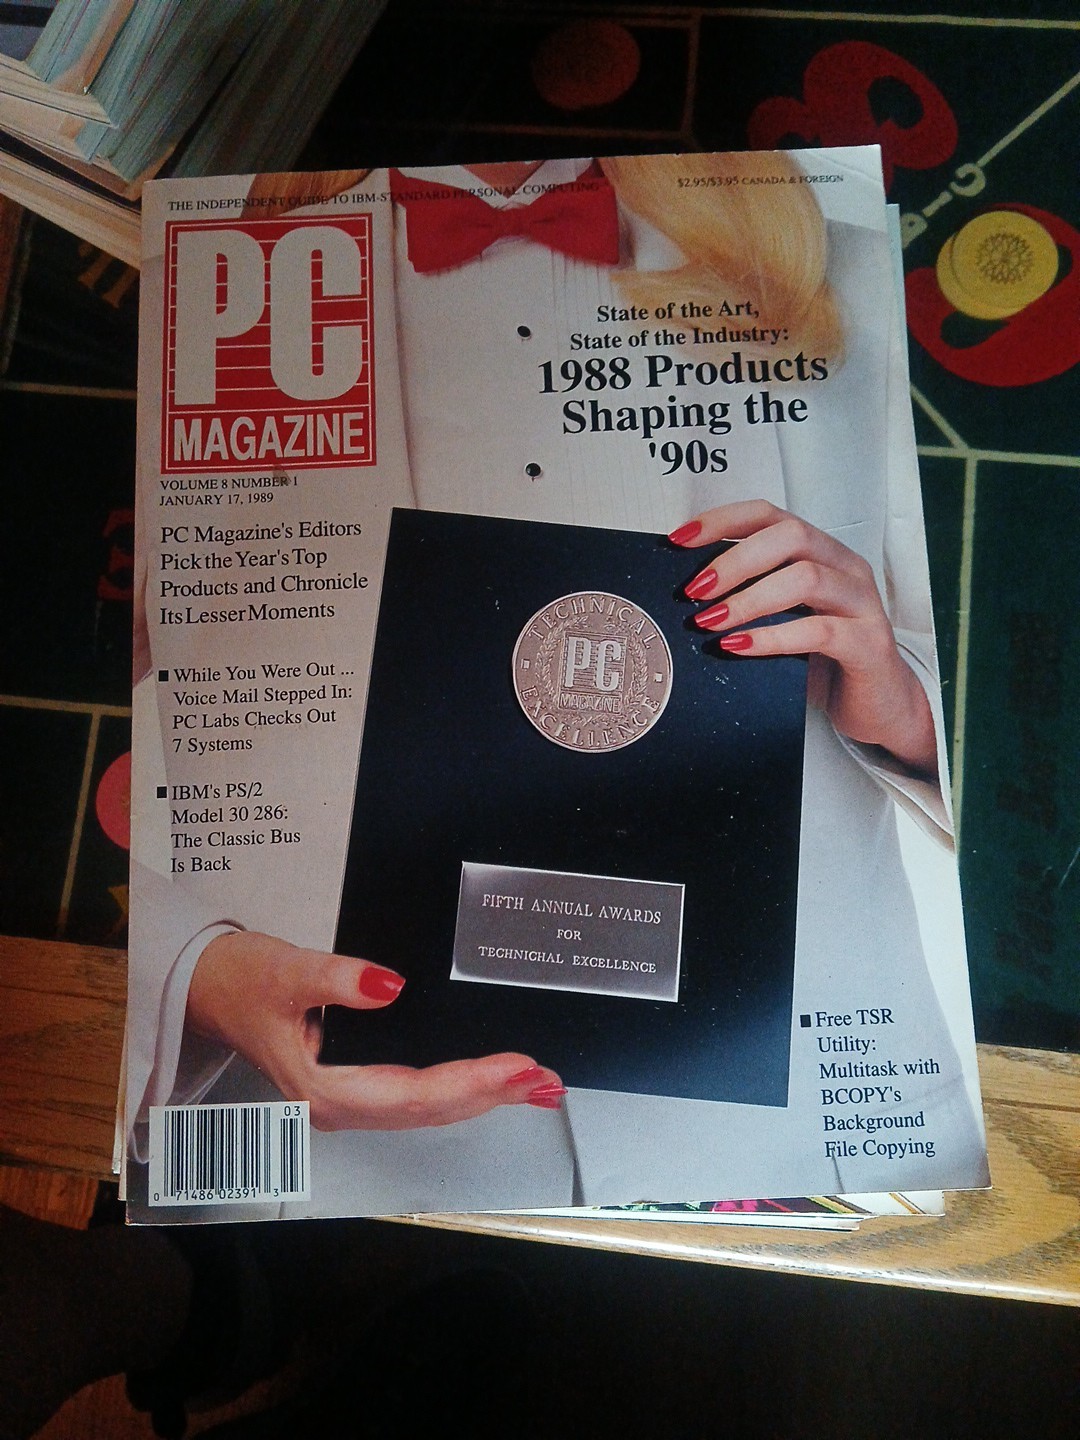 THE INDEPENDENT GUIDE TO IBM-STANDARD PERSONAL COMPUTING
$2.95/$3.95 CANADA & FOREIGN
PC
MAGAZINE
VOLUME 8 NUMBER 1
JANUARY 17, 1989
State of the Art,
State of the Industry:
1988 Products
Shaping the
'90s
PC Magazine's Editors
Pick the Year's Top
Products and Chronicle
Its Lesser Moments
■ While You Were Out ...
Voice Mail Stepped In:
PC Labs Checks Out
7 Systems
■ IBM's PS/2
Model 30 286:
The Classic Bus
Is Back
TECHNICAL
PC
MAGAZINE
EXCELLENCE
FIFTH ANNUAL AWARDS
FOR
TECHNICHAL EXCELLENCE
■ Free TSR
Utility:
Multitask with
BCOPY's
Background
File Copying
03
0 71486 02391 3